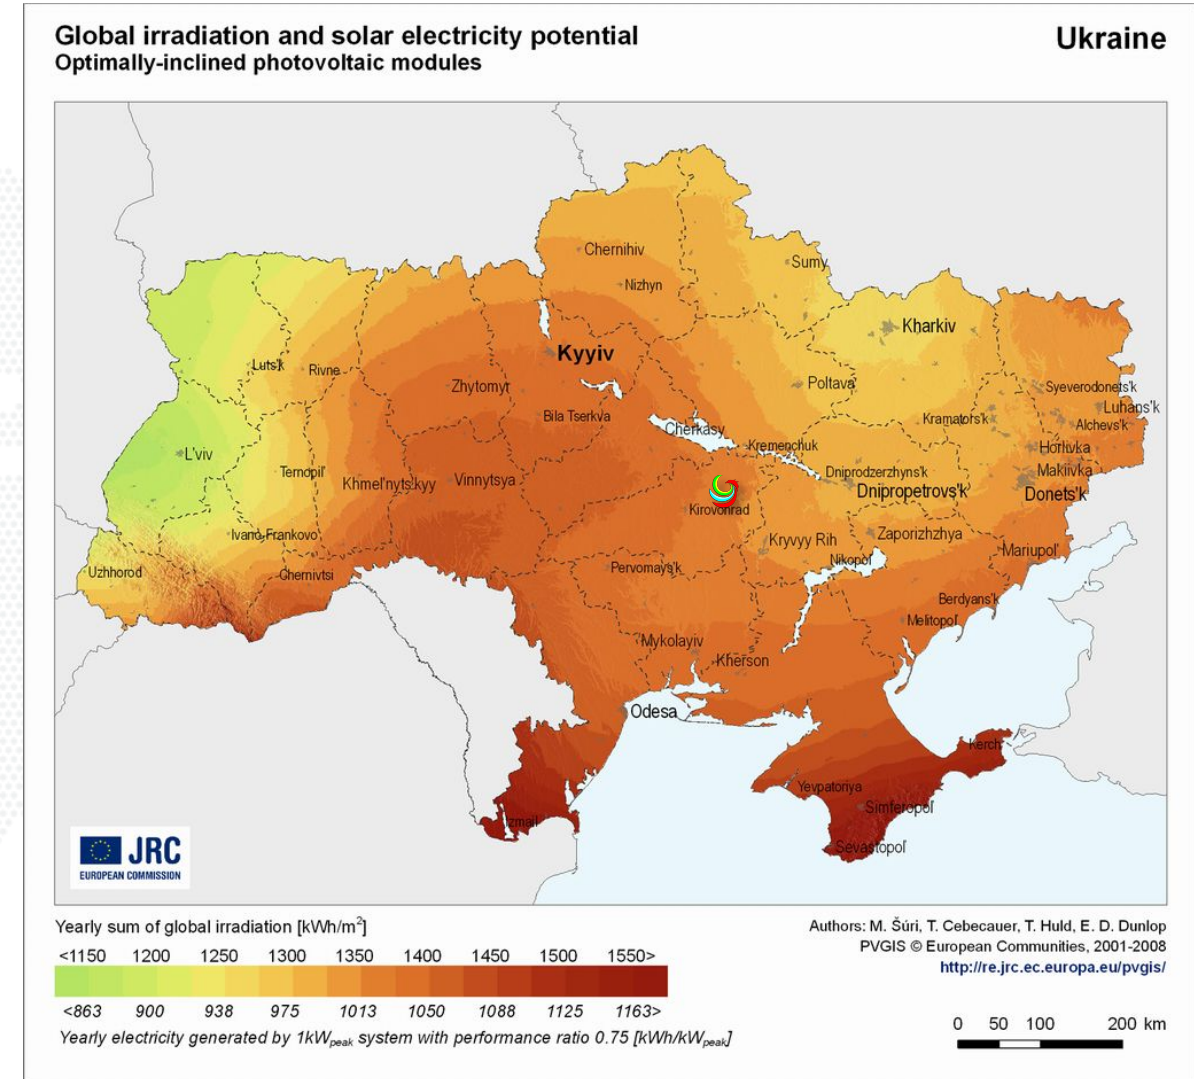 Global irradiation and solar electricity potential
Optimally-inclined photovoltaic modules
Ukraine
Chernihiv
Sumy
Nizhyn
Kharkiv
Kyyiv
Luts'k
Rivne
Zhytomyr
Poltava
Syeverodonets'k
Luhans'k
Bila Tserkva
Kramators'k
Alchevs'k
Cherkasy
Kremenchuk
Horlivka
L'viv
Ternopil'
Khmel'nyts'kyy
Vinnytsya
Dniprodzerzhyns'k
Makiivka
Dnipropetrovs'k
Donets'k
Kirovohrad
Ivano-Frankovo
Kryvyy Rih
Zaporizhzhya
Mariupol'
Nikopol'
Uzhhorod
Chernivtsi
Pervomays'k
Berdyans'k
Melitopol'
Mykolayiv
Kherson
Odesa
Kerch
Yevpatoriya
Simferopol'
Izmail
Sevastopol'
JRC
EUROPEAN COMMISSION
Yearly sum of global irradiation [kWh/m²]
<1150 1200 1250 1300 1350 1400 1450 1500 1550>
<863 900 938 975 1013 1050 1088 1125 1163>
Yearly electricity generated by 1kWpeak system with performance ratio 0.75 [kWh/kWpeak]
Authors: M. Šúri, T. Cebecauer, T. Huld, E. D. Dunlop
PVGIS © European Communities, 2001-2008
http://re.jrc.ec.europa.eu/pvgis/
0 50 100 200 km